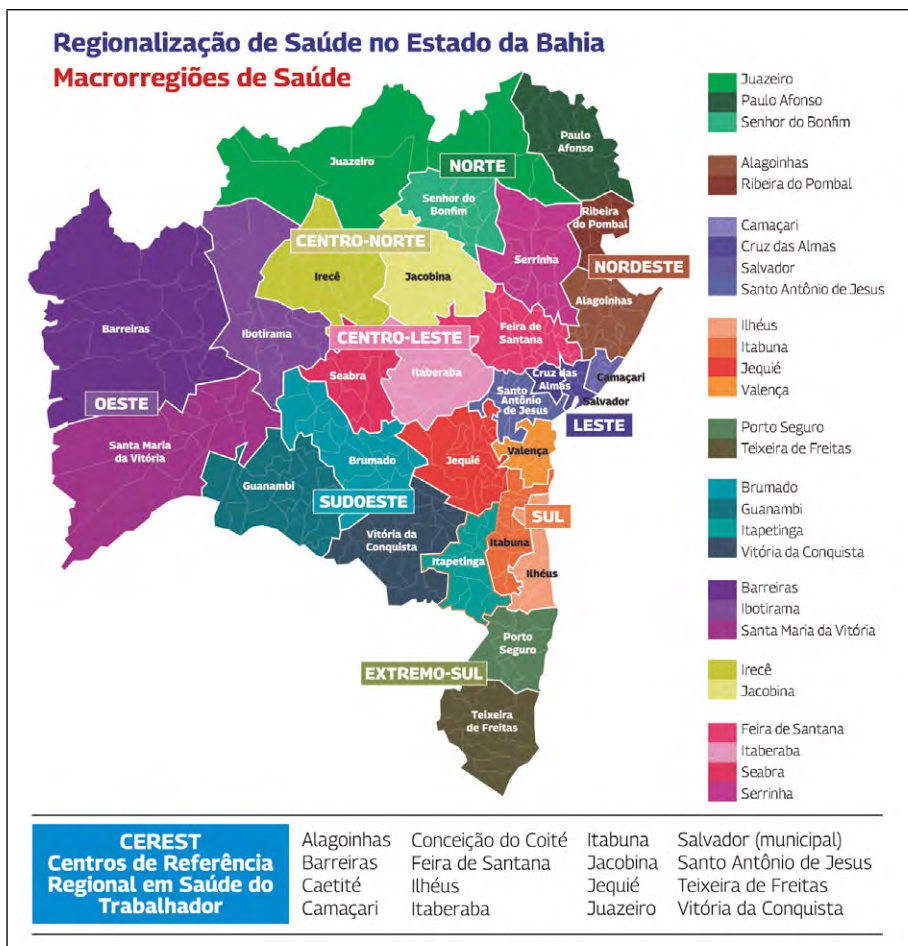 Regionalização de Saúde no Estado da Bahia
Macrorregiões de Saúde
Juazeiro
Paulo Afonso
Senhor do Bonfim
Alagoinhas
Ribeira do Pombal
Camaçari
Cruz das Almas
Salvador
Santo Antônio de Jesus
Ilhéus
Itabuna
Jequié
Valença
Porto Seguro
Teixeira de Freitas
Brumado
Guanambi
Itapetinga
Vitória da Conquista
Barreiras
Ibotirama
Santa Maria da Vitória
Irecê
Jacobina
Feira de Santana
Itaberaba
Seabra
Serrinha
Paulo
Afonso
Juazeiro
NORTE
Senhor do
Bonfim
Ribeira
do Pombal
CENTRO-NORTE
Serrinha
NORDESTE
Irecê
Jacobina
Alagoinhas
Barreiras
Ibotirama
CENTRO-LESTE
Feira de
Santana
Seabra
Itaberaba
Cruz das
Almas
Camaçari
Santo
Antônio
de Jesus
Salvador
OESTE
LESTE
Santa Maria
da Vitória
Brumado
Jequié
Valença
Guanambi
SUDOESTE
SUL
Vitória da
Conquista
Itabuna
Itapetinga
Ilhéus
Porto
Seguro
EXTREMO-SUL
Teixeira
de Freitas
CEREST
Centros de Referência
Regional em Saúde do
Trabalhador
Alagoinhas
Barreiras
Caetité
Camaçari
Conceição do Coité
Feira de Santana
Ilhéus
Itaberaba
Itabuna
Jacobina
Jequié
Juazeiro
Salvador (municipal)
Santo Antônio de Jesus
Teixeira de Freitas
Vitória da Conquista